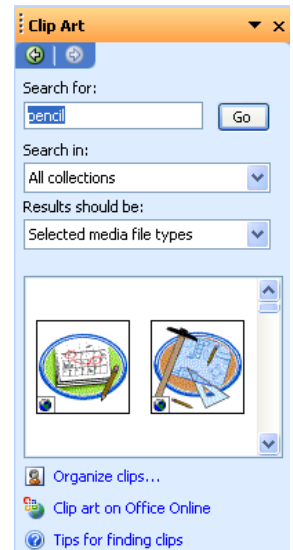 Clip Art
Search for:
pencil
Go
Search in:
All collections
Results should be:
Selected media file types
Organize clips...
Clip art on Office Online
Tips for finding clips